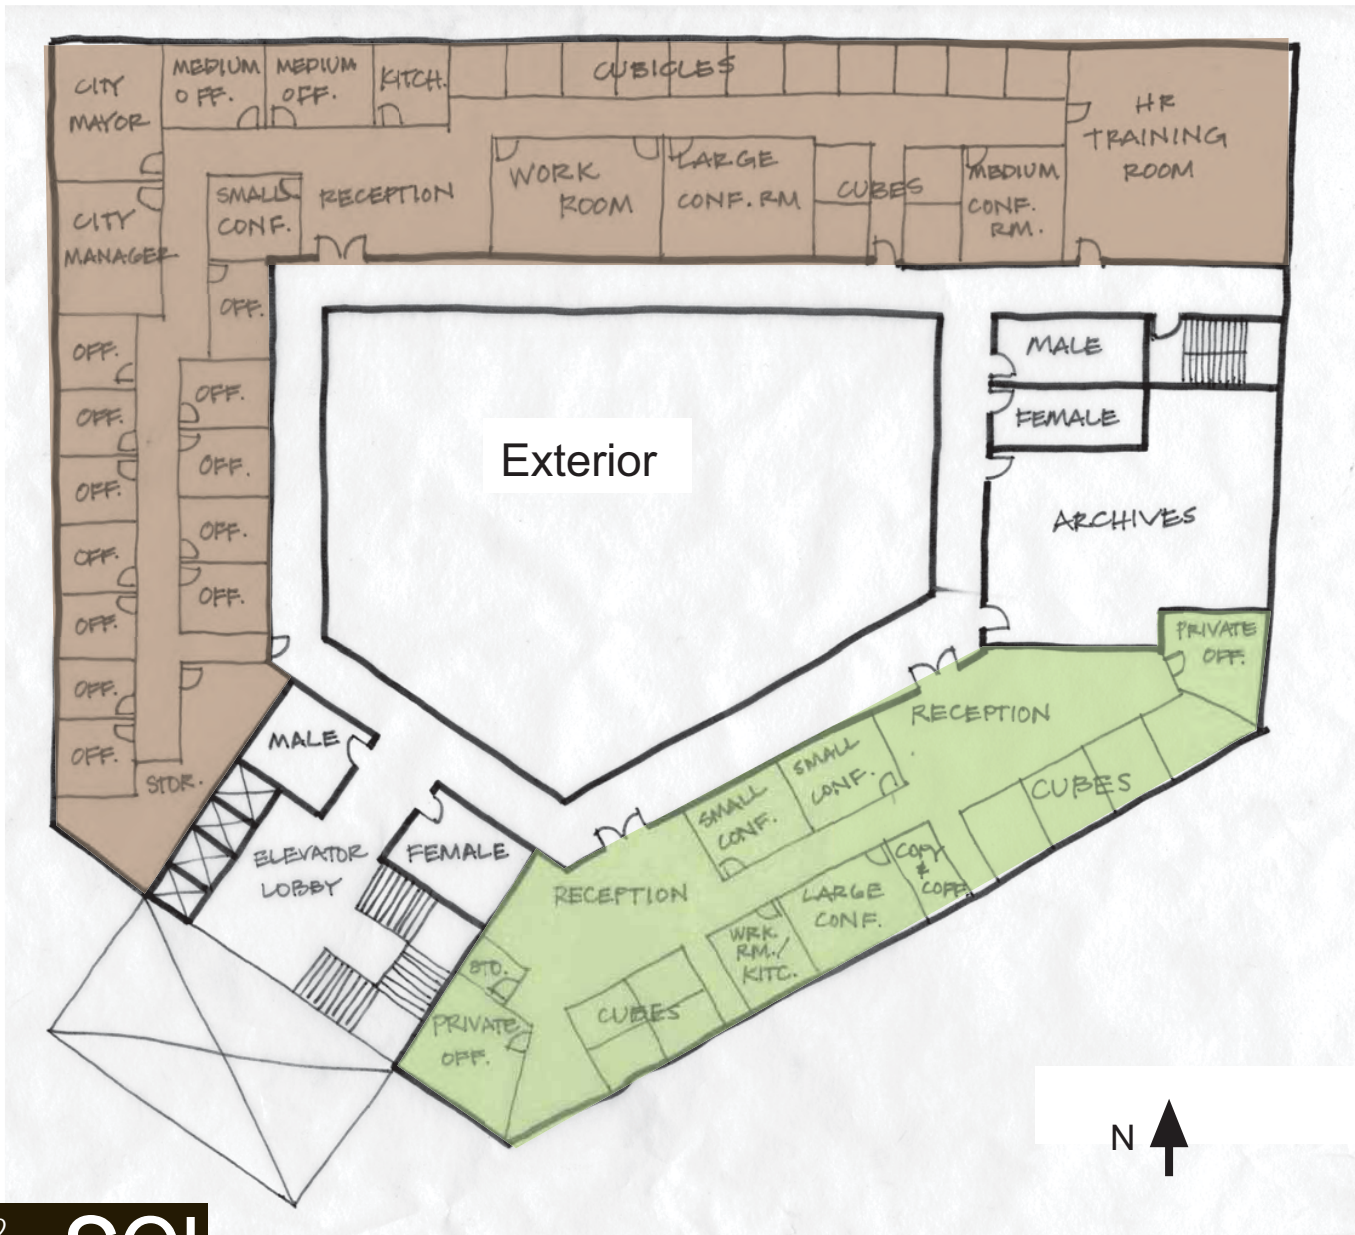 CITY
MAYOR
MEDIUM
OFF.
MEDIUM
OFF.
KITCH.
CUBICLES
HR
TRAINING
ROOM
CITY
MANAGER
SMALL
CONF.
RECEPTION
WORK
ROOM
LARGE
CONF. RM
CUBES
MEDIUM
CONF.
RM.
OFF.
OFF.
OFF.
OFF.
OFF.
OFF.
OFF.
OFF.
OFF.
OFF.
OFF.
OFF.
STOR.
Exterior
MALE
FEMALE
ARCHIVES
PRIVATE
OFF.
MALE
ELEVATOR
LOBBY
FEMALE
RECEPTION
SMALL
CONF.
SMALL
CONF.
RECEPTION
CUBES
COPY
&
COFF.
LARGE
CONF.
WRK.
RM./
KITC.
STO.
PRIVATE
OFF.
CUBES
N